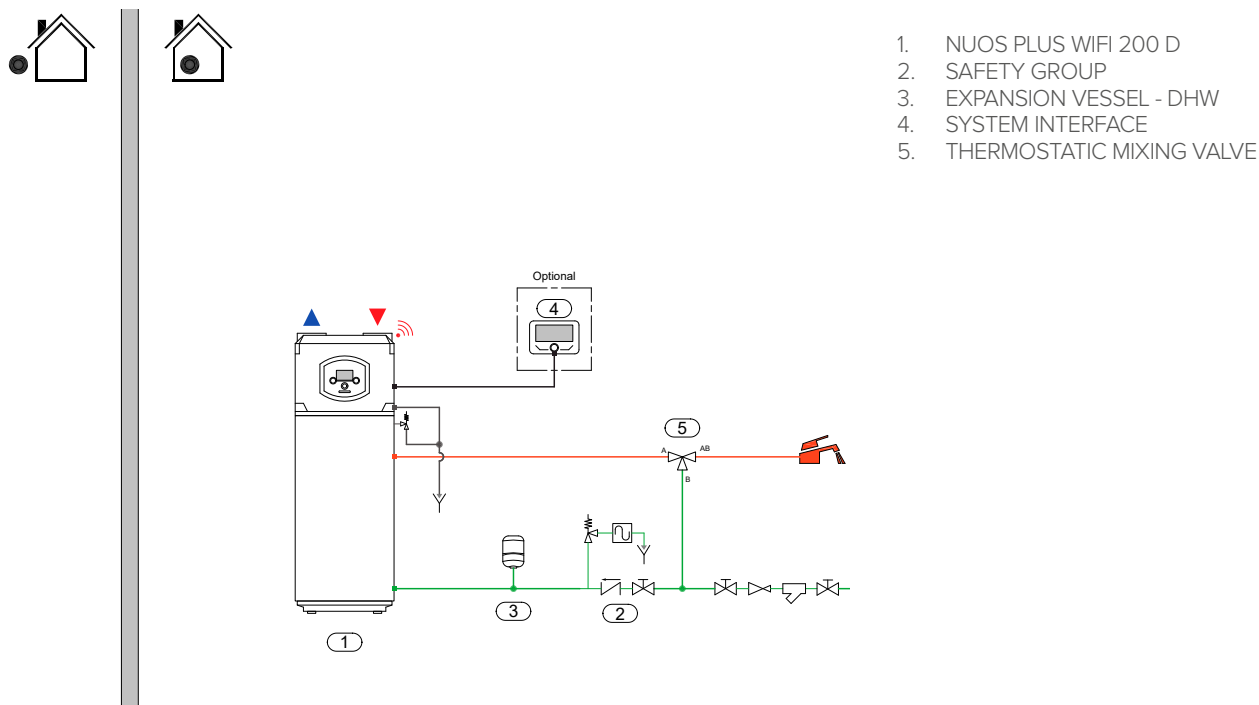 1. NUOS PLUS WIFI 200 D
2. SAFETY GROUP
3. EXPANSION VESSEL - DHW
4. SYSTEM INTERFACE
5. THERMOSTATIC MIXING VALVE
Optional
4
5
A
AB
B
3
2
1